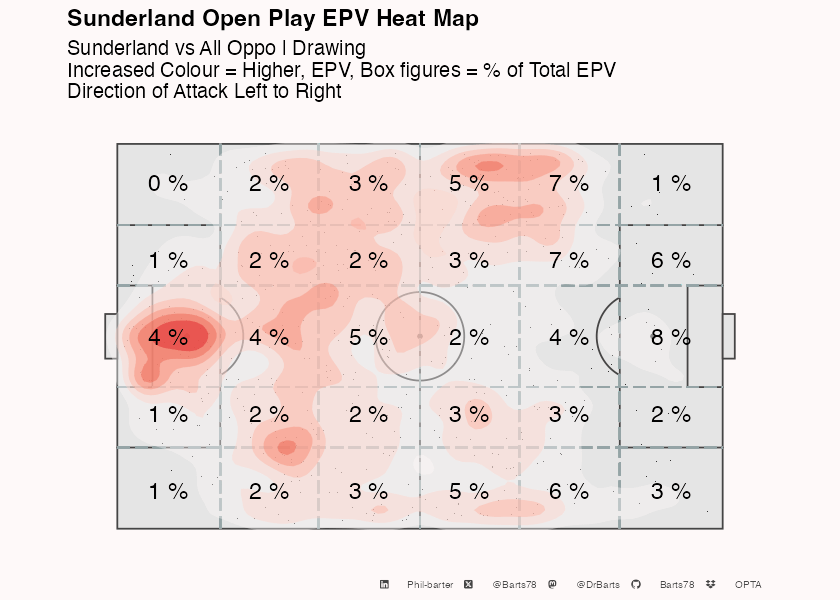 Sunderland Open Play EPV Heat Map
Sunderland vs All Oppo | Drawing
Increased Colour = Higher, EPV, Box figures = % of Total EPV
Direction of Attack Left to Right
0 % 2 % 3 % 5 % 7 % 1 %
1 % 2 % 2 % 3 % 7 % 6 %
4 % 4 % 5 % 2 % 4 % 8 %
1 % 2 % 2 % 3 % 3 % 2 %
1 % 2 % 3 % 5 % 6 % 3 %
Phil-barter @Barts78 @DrBarts Barts78 OPTA